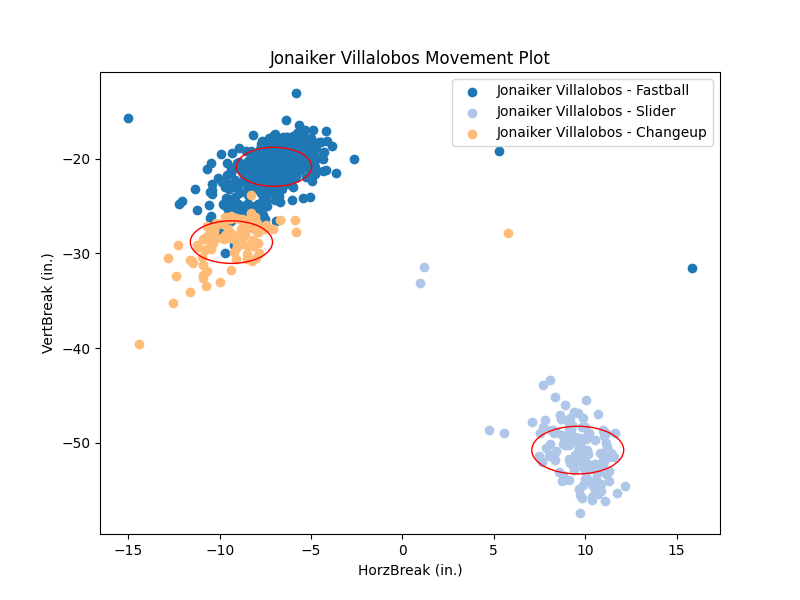 Jonaiker Villalobos Movement Plot
Jonaiker Villalobos - Fastball
Jonaiker Villalobos - Slider
Jonaiker Villalobos - Changeup
VertBreak (in.)
−20
−30
−40
−50
−15 −10 −5 0 5 10 15
HorzBreak (in.)